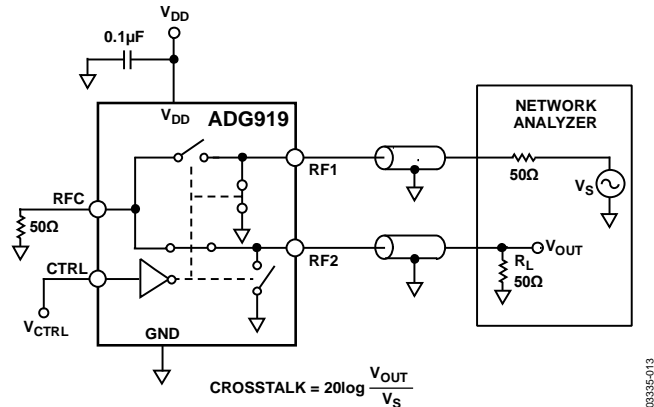 VDD
0.1µF
VDD
ADG919
NETWORK
ANALYZER
RF1
50Ω
VS
RFC
50Ω
RF2
VOUT
RL
50Ω
CTRL
VCTRL
GND
CROSSTALK = 20log VOUT
VS
03335-013